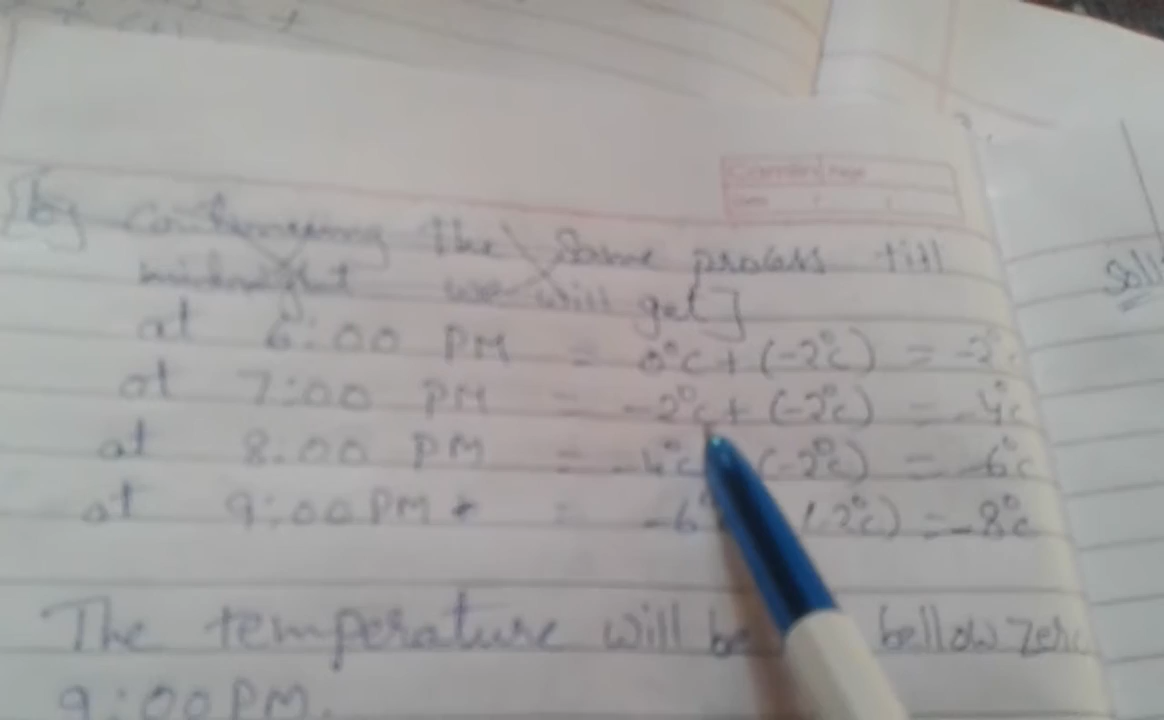 [By continuing the same process till
midnight we will get]
at 6:00 PM = 0°C + (-2°C) = -2°
at 7:00 PM = -2°C + (-2°C) = -4°C
at 8:00 PM = -4°C (-2°C) = -6°C
at 9:00 PM = -6° (-2°C) = -8°C
The temperature will be bellow zero
9:00 PM.